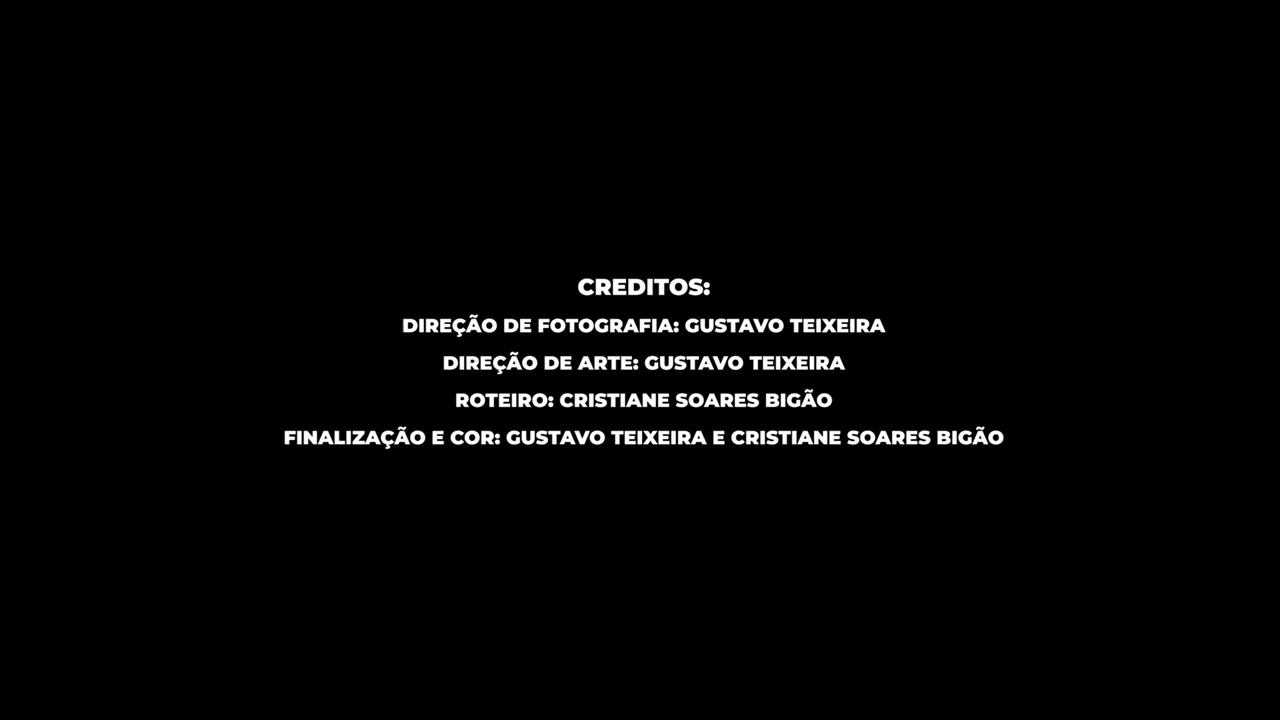 CREDITOS:
DIREÇÃO DE FOTOGRAFIA: GUSTAVO TEIXEIRA
DIREÇÃO DE ARTE: GUSTAVO TEIXEIRA
ROTEIRO: CRISTIANE SOARES BIGÃO
FINALIZAÇÃO E COR: GUSTAVO TEIXEIRA E CRISTIANE SOARES BIGÃO